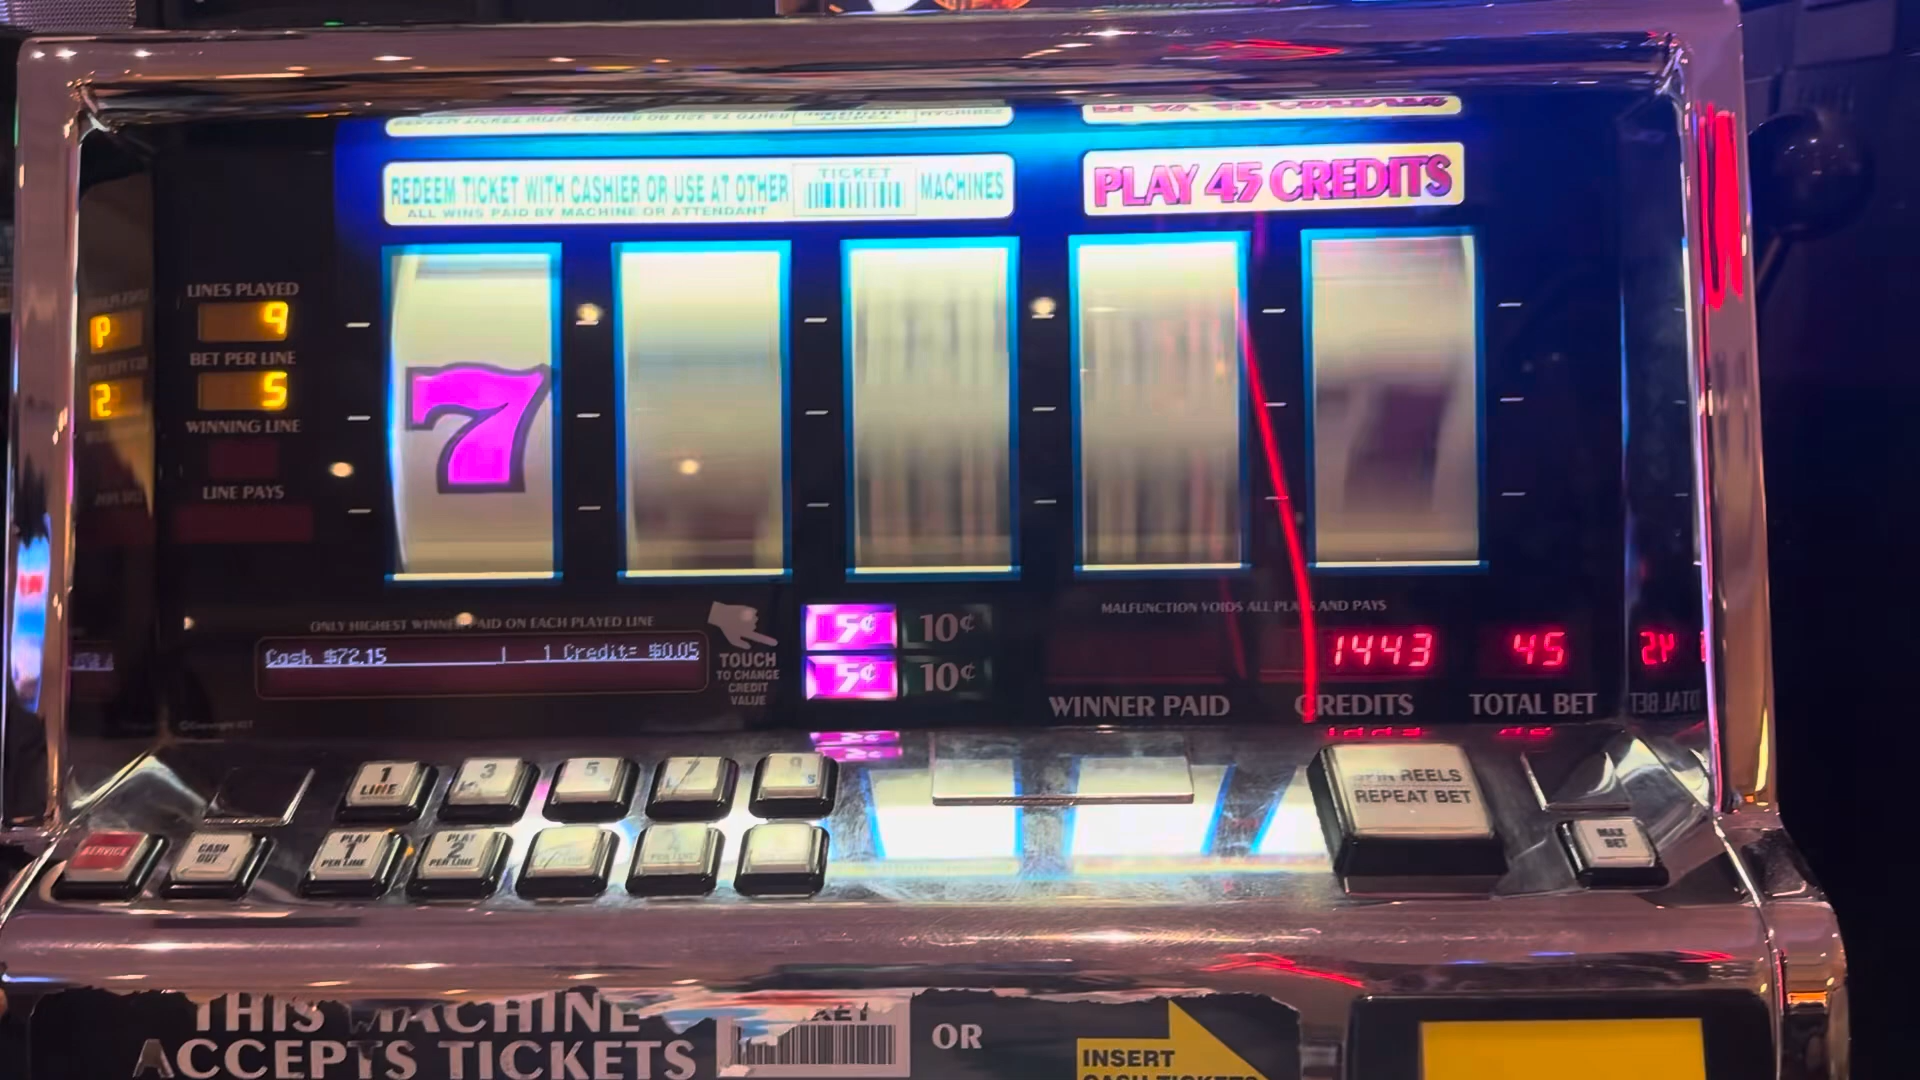 REDEEM TICKET WITH CASHIER OR USE AT OTHER TICKET MACHINES
ALL WINS PAID BY MACHINE OR ATTENDANT
PLAY 45 CREDITS
LINES PLAYED
9
BET PER LINE
5
WINNING LINE
LINE PAYS
7
ONLY HIGHEST WINNER PAID ON EACH PLAYED LINE
Cash $72.15 | 1 Credit= $0.05
TOUCH
TO CHANGE
CREDIT
VALUE
5¢ 10¢
5¢ 10¢
MALFUNCTION VOIDS ALL PLAYS AND PAYS
1443 45
WINNER PAID CREDITS TOTAL BET
©Copyright IGT
1
LINE
3
5
7
9
SPIN REELS
REPEAT BET
SERVICE
CASH
OUT
PLAY
1
PER LINE
PLAY
2
PER LINE
MAX
BET
THIS MACHINE
ACCEPTS TICKETS
OR
INSERT
CASH TICKETS